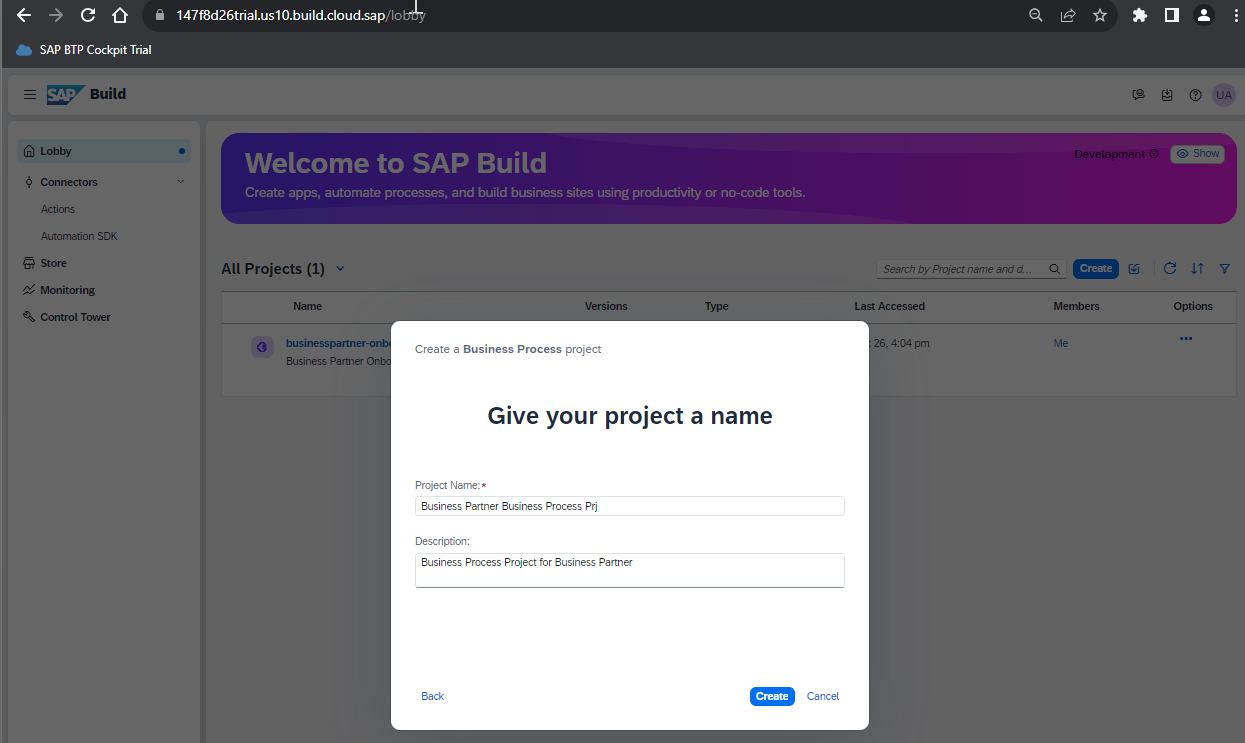 147f8d26trial.us10.build.cloud.sap/lobby
SAP BTP Cockpit Trial
SAP Build
UA
Lobby
Connectors
Actions
Automation SDK
Store
Monitoring
Control Tower
Welcome to SAP Build
Create apps, automate processes, and build business sites using productivity or no-code tools.
Development
Show
All Projects (1)
Search by Project name and d...
Create
Name Versions Type Last Accessed Members Options
businesspartner-onb
26, 4:04 pm
Me
Business Partner Onbo
Create a Business Process project
Give your project a name
Project Name:*
Business Partner Business Process Prj
Description:
Business Process Project for Business Partner
Back
Create
Cancel